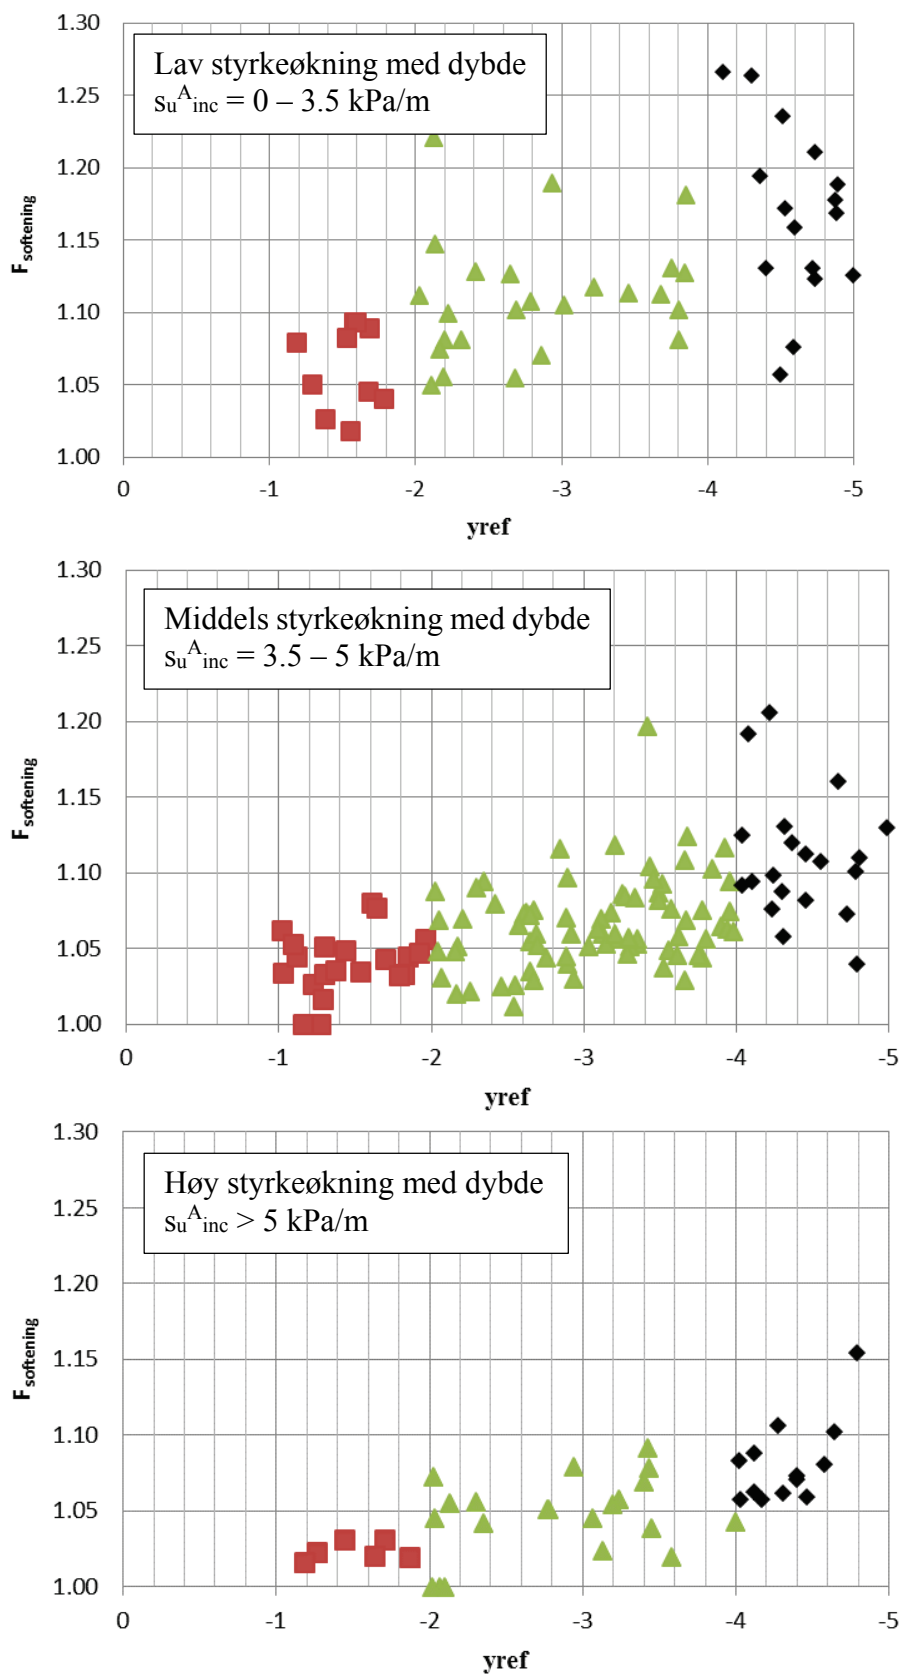 1.30
Lav styrkeøkning med dybde
suAinc = 0 – 3.5 kPa/m
1.25
1.20
1.15
1.10
1.05
1.00
Fsoftening
0 -1 -2 -3 -4 -5
yref
1.30
Middels styrkeøkning med dybde
suAinc = 3.5 – 5 kPa/m
1.25
1.20
1.15
1.10
1.05
1.00
Fsoftening
0 -1 -2 -3 -4 -5
yref
1.30
Høy styrkeøkning med dybde
suAinc > 5 kPa/m
1.25
1.20
1.15
1.10
1.05
1.00
Fsoftening
0 -1 -2 -3 -4 -5
yref